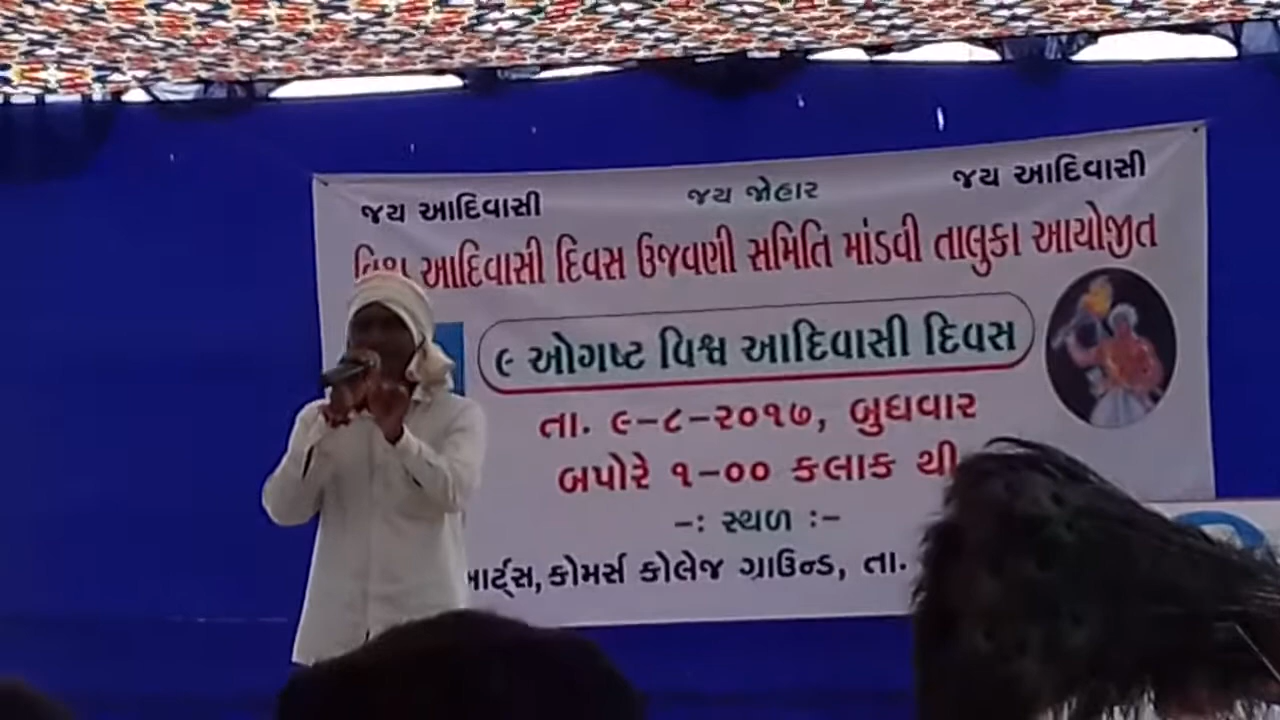 જય આદિવાસી જય જોહાર જય આદિવાસી
વિશ્વ આદિવાસી દિવસ ઉજવણી સમિતિ માંડવી તાલુકા આયોજીત
૯ ઓગષ્ટ વિશ્વ આદિવાસી દિવસ
તા. ૯-૮-૨૦૧૭, બુધવાર
બપોરે ૧-૦૦ કલાક થી
-: સ્થળ :-
કોમર્સ કોલેજ ગ્રાઉન્ડ, તા.